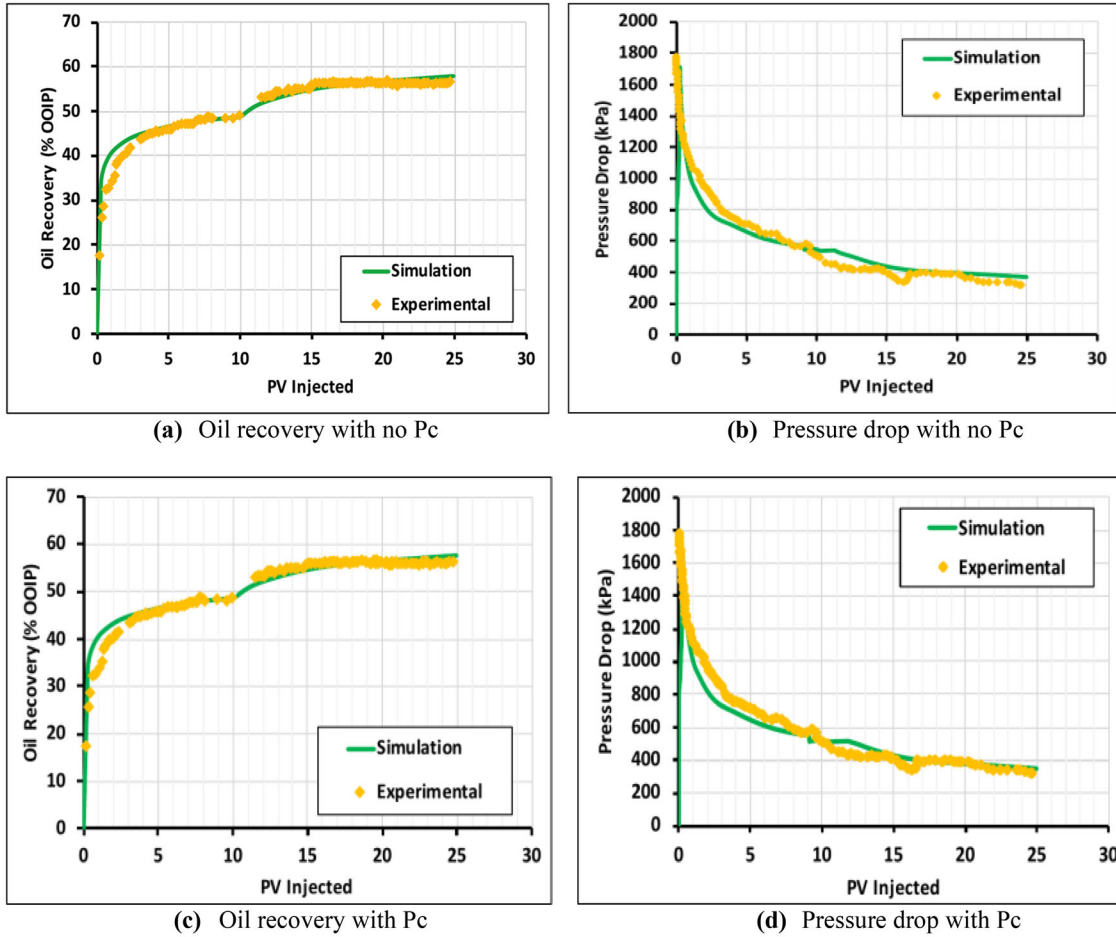 70
60
50
40
30
20
10
0
Oil Recovery (% OOIP)
Simulation
Experimental
0 5 10 15 20 25 30
PV Injected
(a) Oil recovery with no Pc
2000
1800
1600
1400
1200
1000
800
600
400
200
0
Pressure Drop (kPa)
Simulation
Experimental
0 5 10 15 20 25 30
PV Injected
(b) Pressure drop with no Pc
70
60
50
40
30
20
10
0
Oil Recovery (% OOIP)
Simulation
Experimental
0 5 10 15 20 25 30
PV Injected
(c) Oil recovery with Pc
2000
1800
1600
1400
1200
1000
800
600
400
200
0
Pressure Drop (kPa)
Simulation
Experimental
0 5 10 15 20 25 30
PV Injected
(d) Pressure drop with Pc